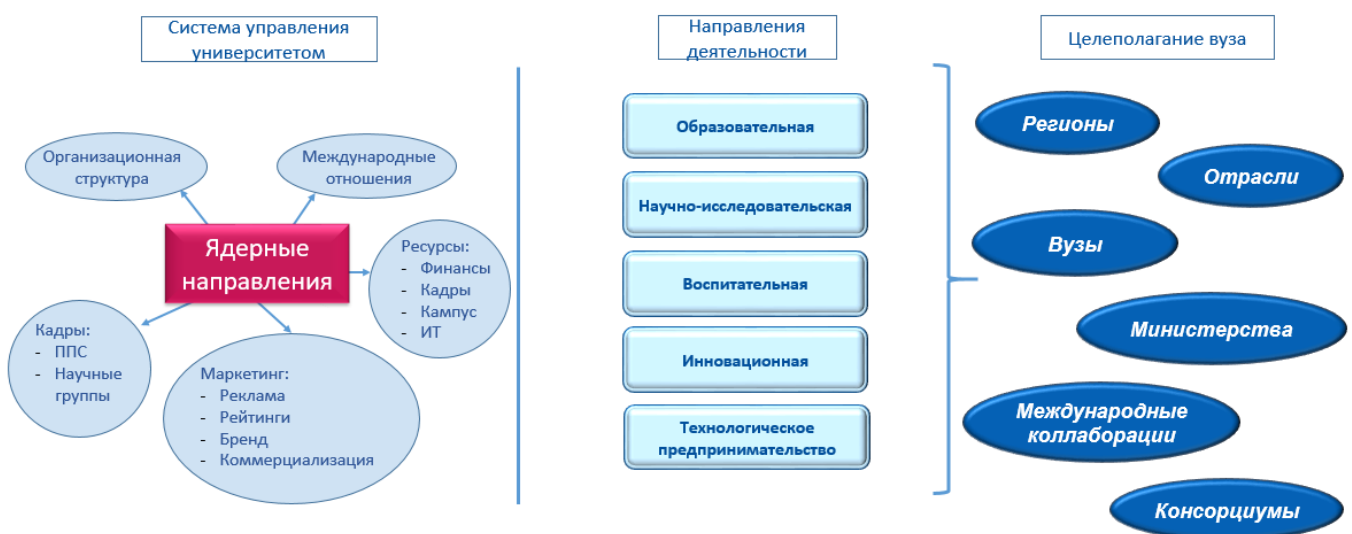 Система управления
университетом
Организационная
структура
Международные
отношения
Ядерные
направления
Ресурсы:
- Финансы
- Кадры
- Кампус
- ИТ
Кадры:
- ППС
- Научные
группы
Маркетинг:
- Реклама
- Рейтинги
- Бренд
- Коммерциализация
Направления
деятельности
Образовательная
Научно-исследовательская
Воспитательная
Инновационная
Технологическое
предпринимательство
Целеполагание вуза
Регионы
Отрасли
Вузы
Министерства
Международные
коллаборации
Консорциумы